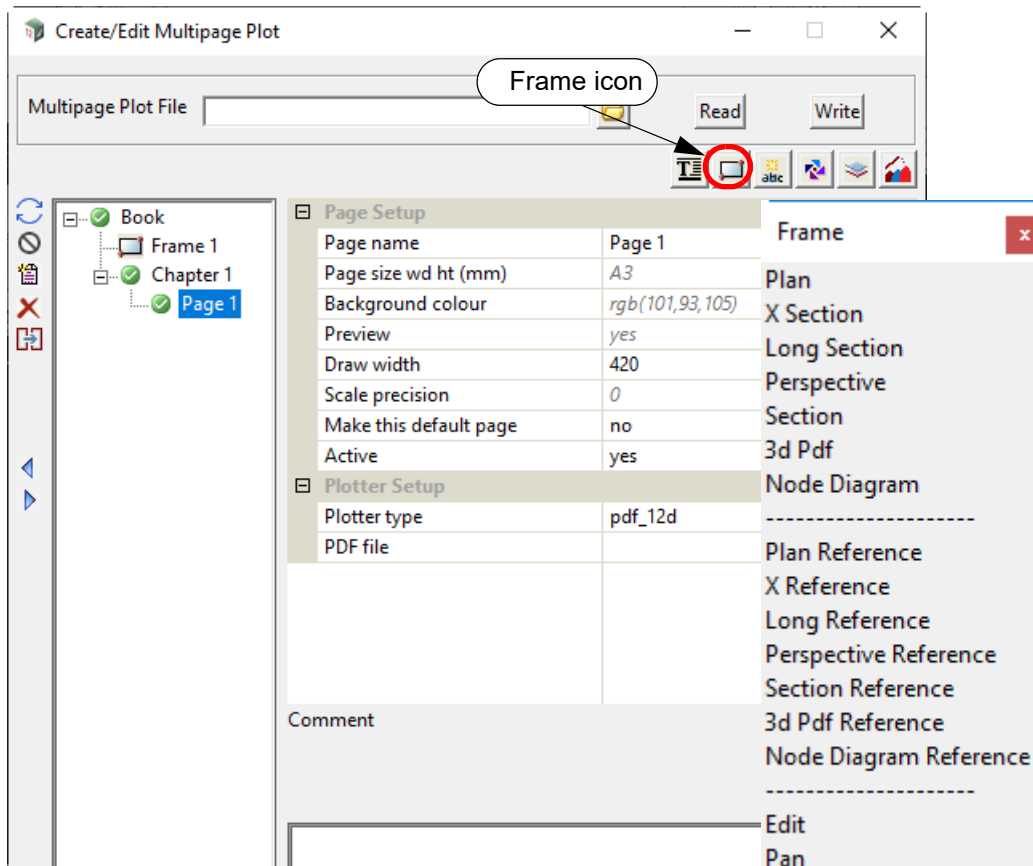 Create/Edit Multipage Plot
Frame icon
Multipage Plot File
Read
Write
T
abc
Book
Frame 1
Chapter 1
Page 1
Page Setup
Page name Page 1
Page size wd ht (mm) A3
Background colour rgb(101,93,105)
Preview yes
Draw width 420
Scale precision 0
Make this default page no
Active yes
Plotter Setup
Plotter type pdf_12d
PDF file
Comment
Frame x
Plan
X Section
Long Section
Perspective
Section
3d Pdf
Node Diagram
---------------------
Plan Reference
X Reference
Long Reference
Perspective Reference
Section Reference
3d Pdf Reference
Node Diagram Reference
---------------------
Edit
Pan